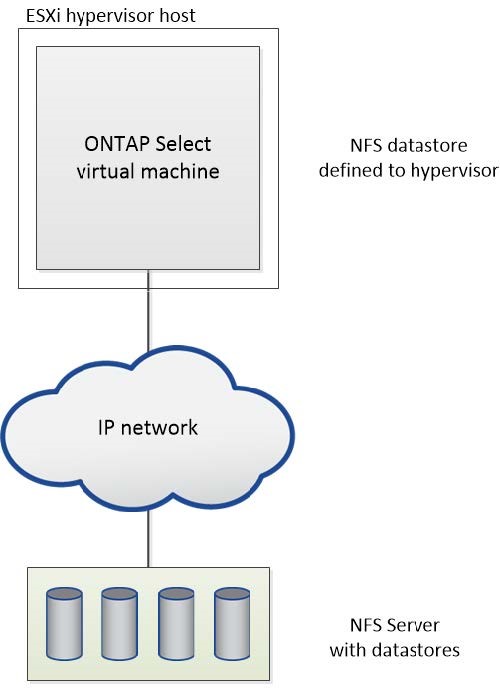 ESXi hypervisor host
ONTAP Select
virtual machine
NFS datastore
defined to hypervisor
IP network
NFS Server
with datastores